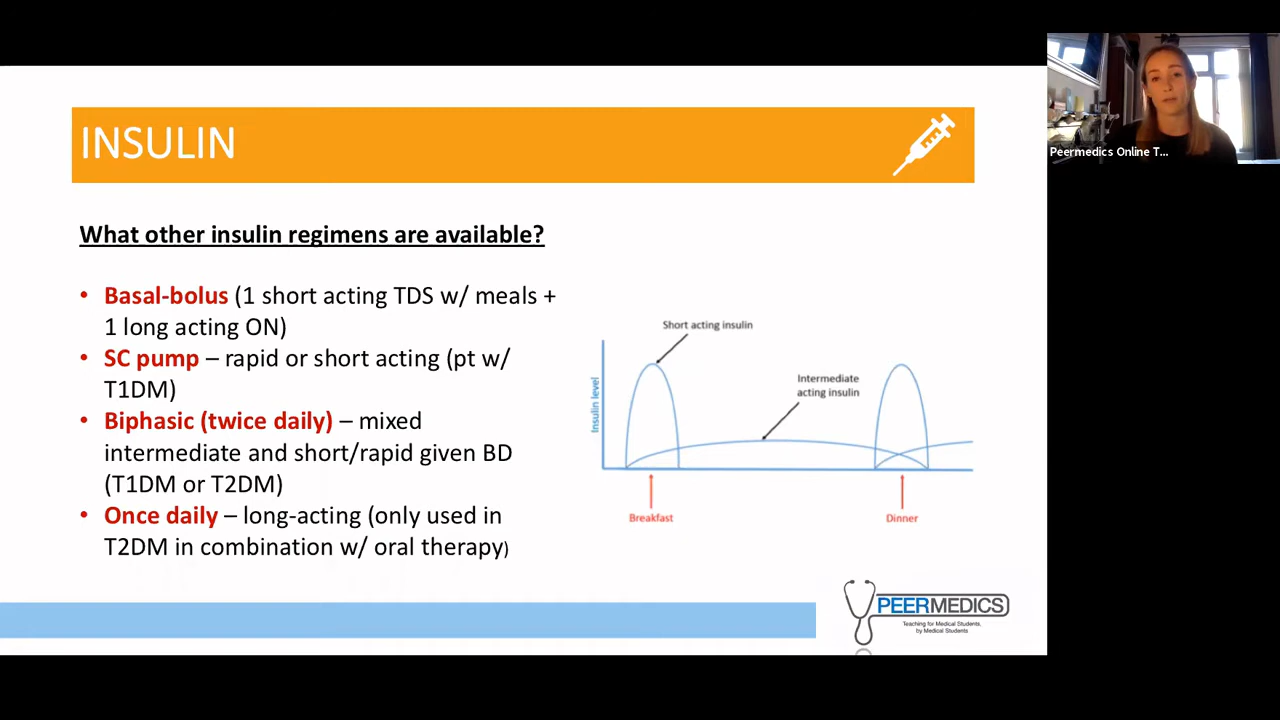 INSULIN
What other insulin regimens are available?
• Basal-bolus (1 short acting TDS w/ meals +
1 long acting ON)
• SC pump – rapid or short acting (pt w/
T1DM)
• Biphasic (twice daily) – mixed
intermediate and short/rapid given BD
(T1DM or T2DM)
• Once daily – long-acting (only used in
T2DM in combination w/ oral therapy)
Short acting insulin
Intermediate
acting insulin
Insulin level
Breakfast
Dinner
PEERMEDICS
Teaching for Medical Students,
by Medical Students
Peermedics Online T...